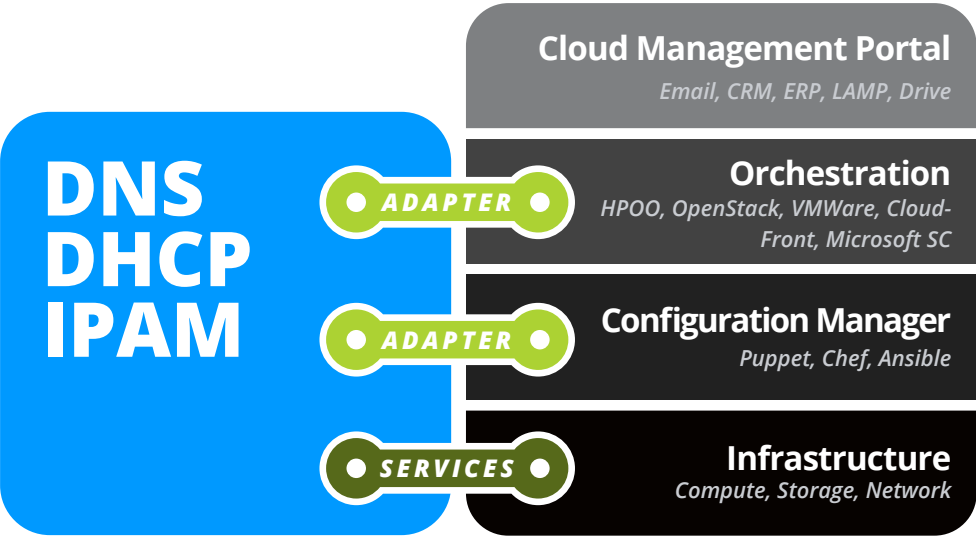 Cloud Management Portal
Email, CRM, ERP, LAMP, Drive
DNS
DHCP
IPAM
ADAPTER
Orchestration
HPOO, OpenStack, VMWare, Cloud-
Front, Microsoft SC
ADAPTER
Configuration Manager
Puppet, Chef, Ansible
SERVICES
Infrastructure
Compute, Storage, Network